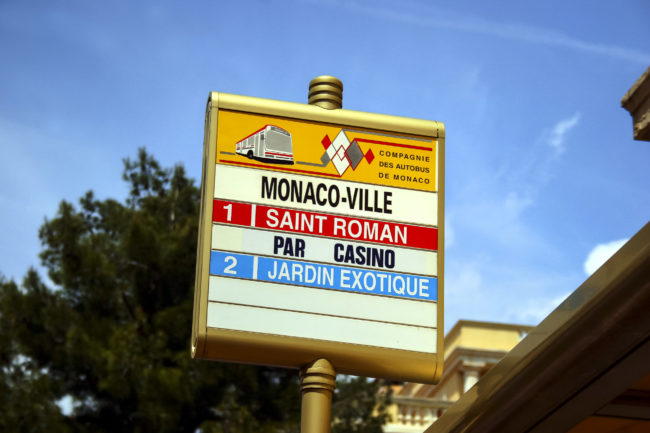 COMPAGNIE
DES AUTOBUS
DE MONACO
MONACO-VILLE
1 SAINT ROMAN
PAR CASINO
2 JARDIN EXOTIQUE